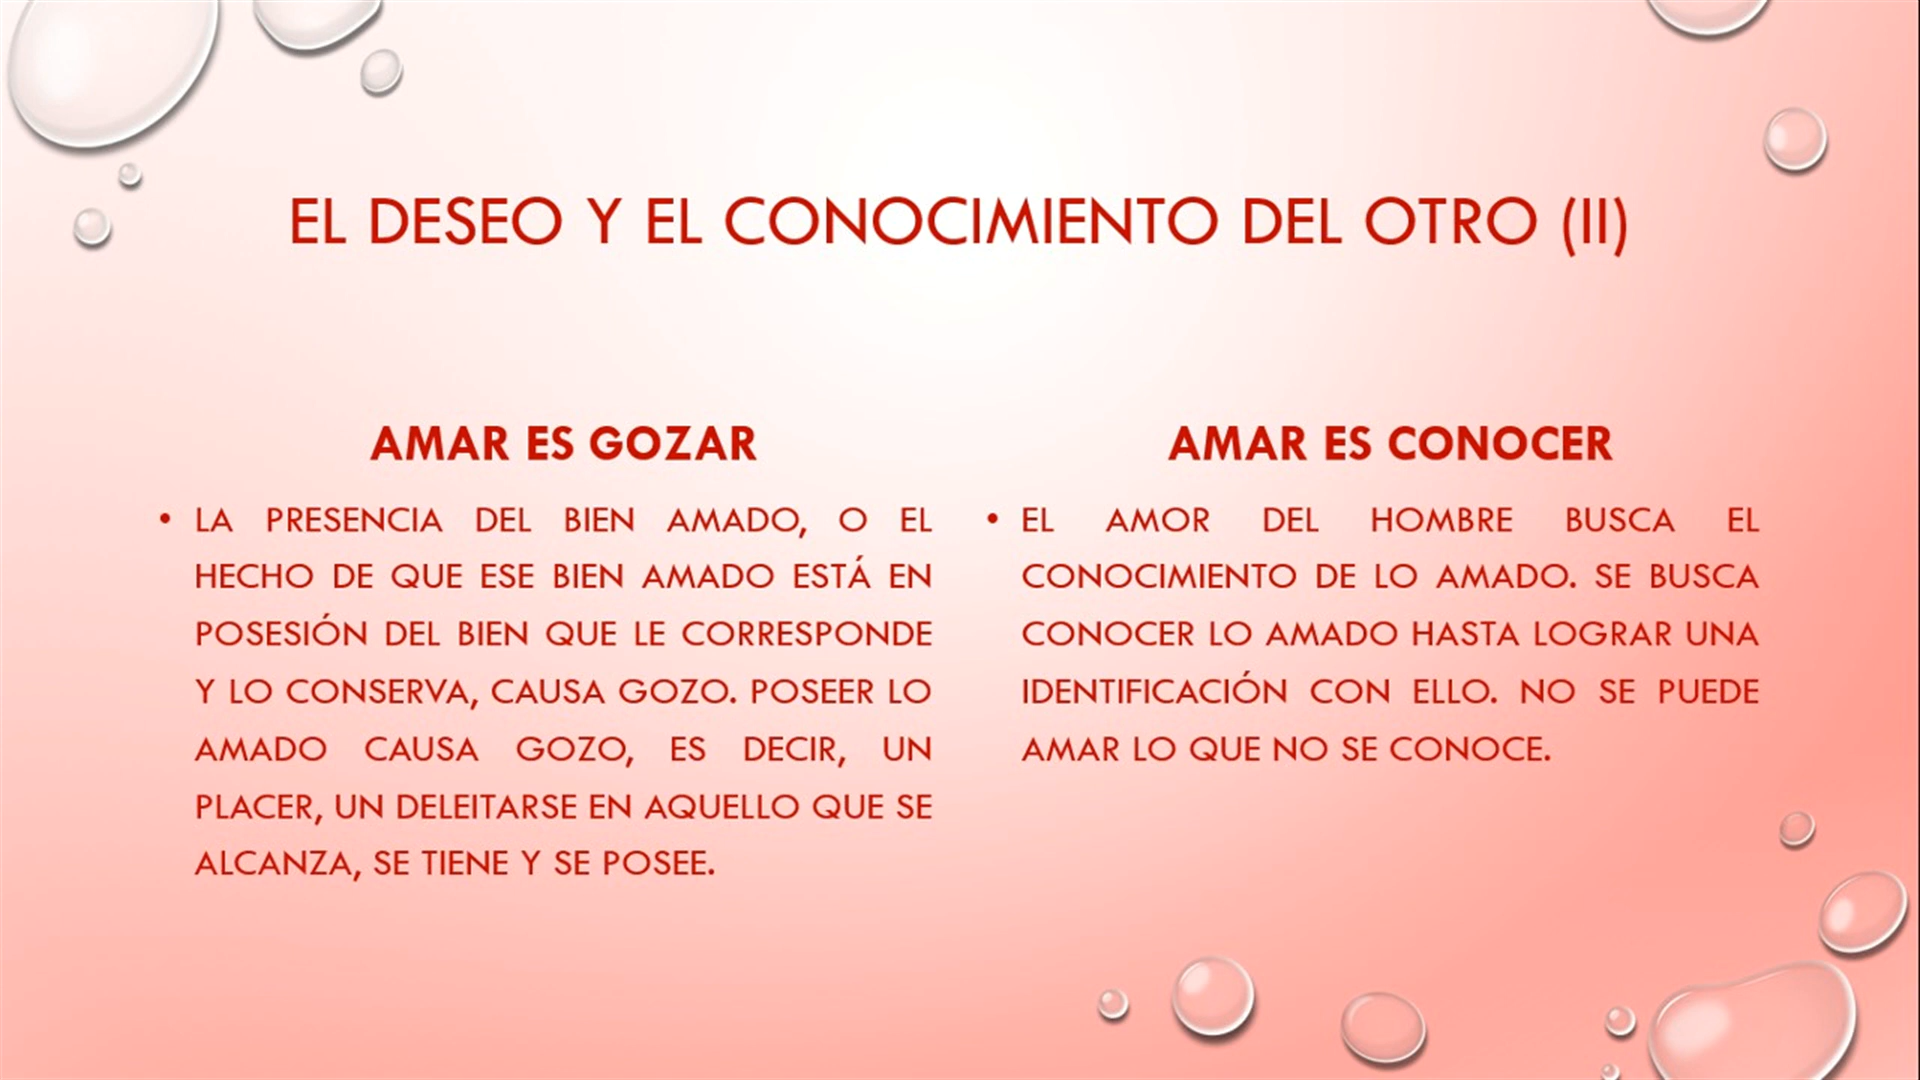 EL DESEO Y EL CONOCIMIENTO DEL OTRO (II)
AMAR ES GOZAR
• LA PRESENCIA DEL BIEN AMADO, O EL
HECHO DE QUE ESE BIEN AMADO ESTÁ EN
POSESIÓN DEL BIEN QUE LE CORRESPONDE
Y LO CONSERVA, CAUSA GOZO. POSEER LO
AMADO CAUSA GOZO, ES DECIR, UN
PLACER, UN DELEITARSE EN AQUELLO QUE SE
ALCANZA, SE TIENE Y SE POSEE.
AMAR ES CONOCER
• EL AMOR DEL HOMBRE BUSCA EL
CONOCIMIENTO DE LO AMADO. SE BUSCA
CONOCER LO AMADO HASTA LOGRAR UNA
IDENTIFICACIÓN CON ELLO. NO SE PUEDE
AMAR LO QUE NO SE CONOCE.